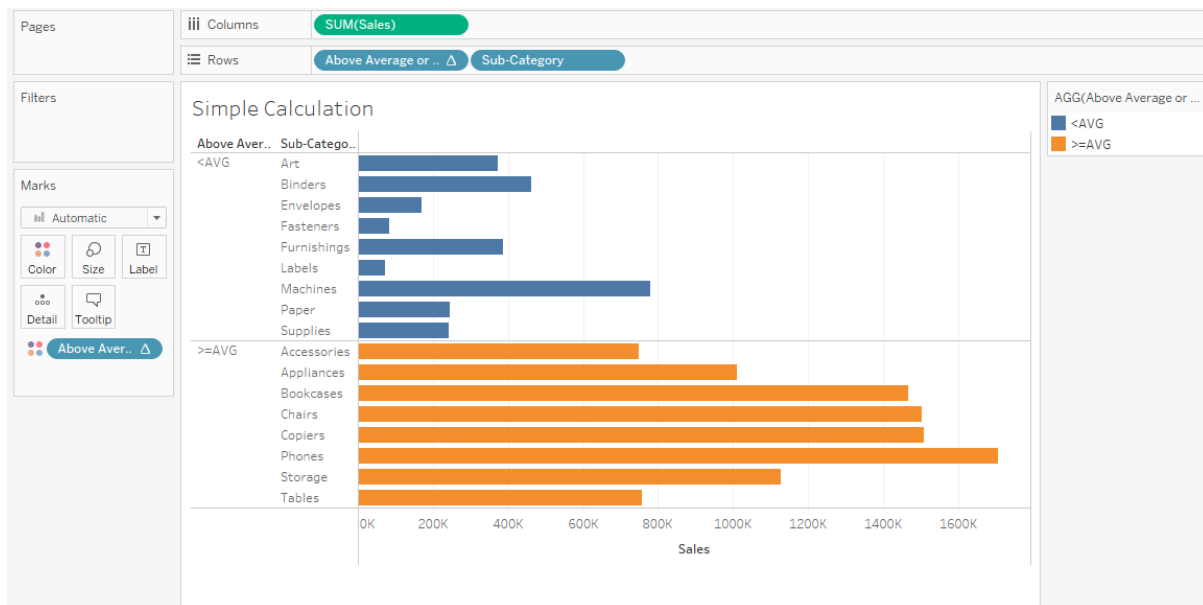 Pages
Columns SUM(Sales)
Rows Above Average or .. Δ Sub-Category
Filters
Marks
Automatic
Color Size Label
Detail Tooltip
Above Aver.. Δ
Simple Calculation
Above Aver.. Sub-Catego..
<AVG Art
Binders
Envelopes
Fasteners
Furnishings
Labels
Machines
Paper
Supplies
>=AVG Accessories
Appliances
Bookcases
Chairs
Copiers
Phones
Storage
Tables
0K 200K 400K 600K 800K 1000K 1200K 1400K 1600K
Sales
AGG(Above Average or ...
<AVG
>=AVG